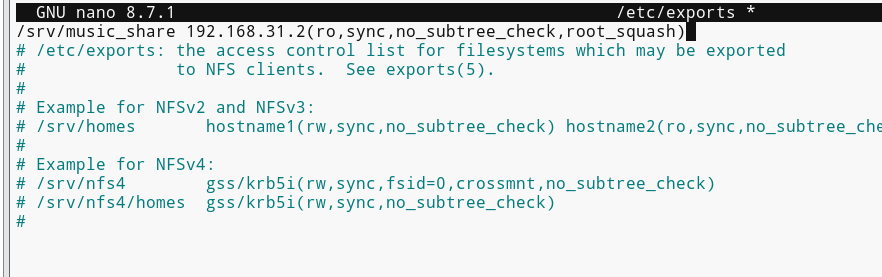 GNU nano 8.7.1 /etc/exports *
/srv/music_share 192.168.31.2(ro,sync,no_subtree_check,root_squash)
# /etc/exports: the access control list for filesystems which may be exported
#               to NFS clients.  See exports(5).
#
# Example for NFSv2 and NFSv3:
# /srv/homes       hostname1(rw,sync,no_subtree_check) hostname2(ro,sync,no_subtree_che
#
# Example for NFSv4:
# /srv/nfs4        gss/krb5i(rw,sync,fsid=0,crossmnt,no_subtree_check)
# /srv/nfs4/homes  gss/krb5i(rw,sync,no_subtree_check)
#